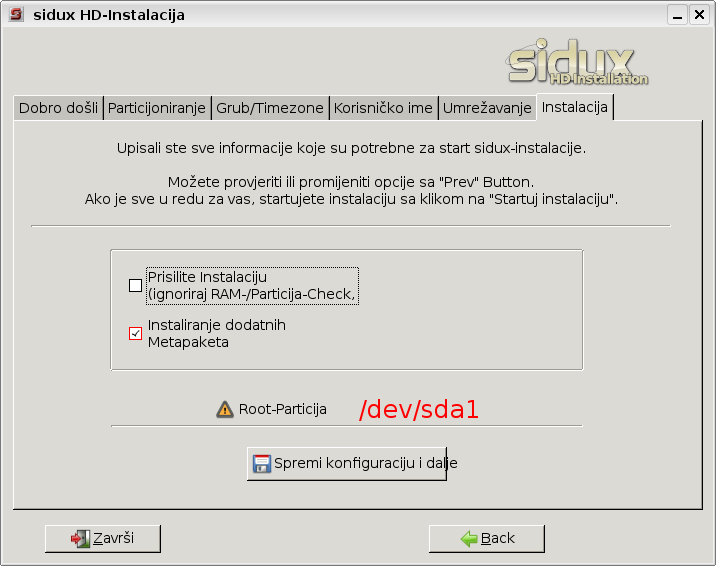 sidux HD-Instalacija
sidux
HD-Installation
Dobro došli
Particijoniranje
Grub/Timezone
Korisničko ime
Umrežavanje
Instalacija
Upisali ste sve informacije koje su potrebne za start sidux-instalacije.
Možete provjeriti ili promijeniti opcije sa "Prev" Button.
Ako je sve u redu za vas, startujete instalaciju sa klikom na "Startuj instalaciju".
Prisilite Instalaciju
(ignoriraj RAM-/Particija-Check,
Instaliranje dodatnih
Metapaketa
Root-Particija
/dev/sda1
Spremi konfiguraciju i dalje
Završi
Back